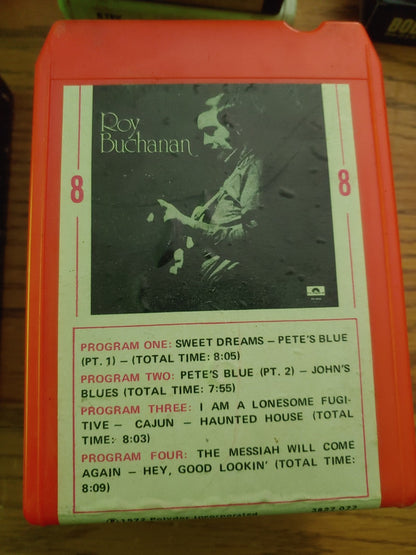 Roy
Buchanan
8
8
PROGRAM ONE: SWEET DREAMS – PETE'S BLUE
(PT. 1) – (TOTAL TIME: 8:05)
PROGRAM TWO: PETE'S BLUE (PT. 2) – JOHN'S
BLUES (TOTAL TIME: 7:55)
PROGRAM THREE: I AM A LONESOME FUGI-
TIVE – CAJUN – HAUNTED HOUSE (TOTAL
TIME: 8:03)
PROGRAM FOUR: THE MESSIAH WILL COME
AGAIN – HEY, GOOD LOOKIN' (TOTAL TIME:
8:09)
Polydor Incorporated